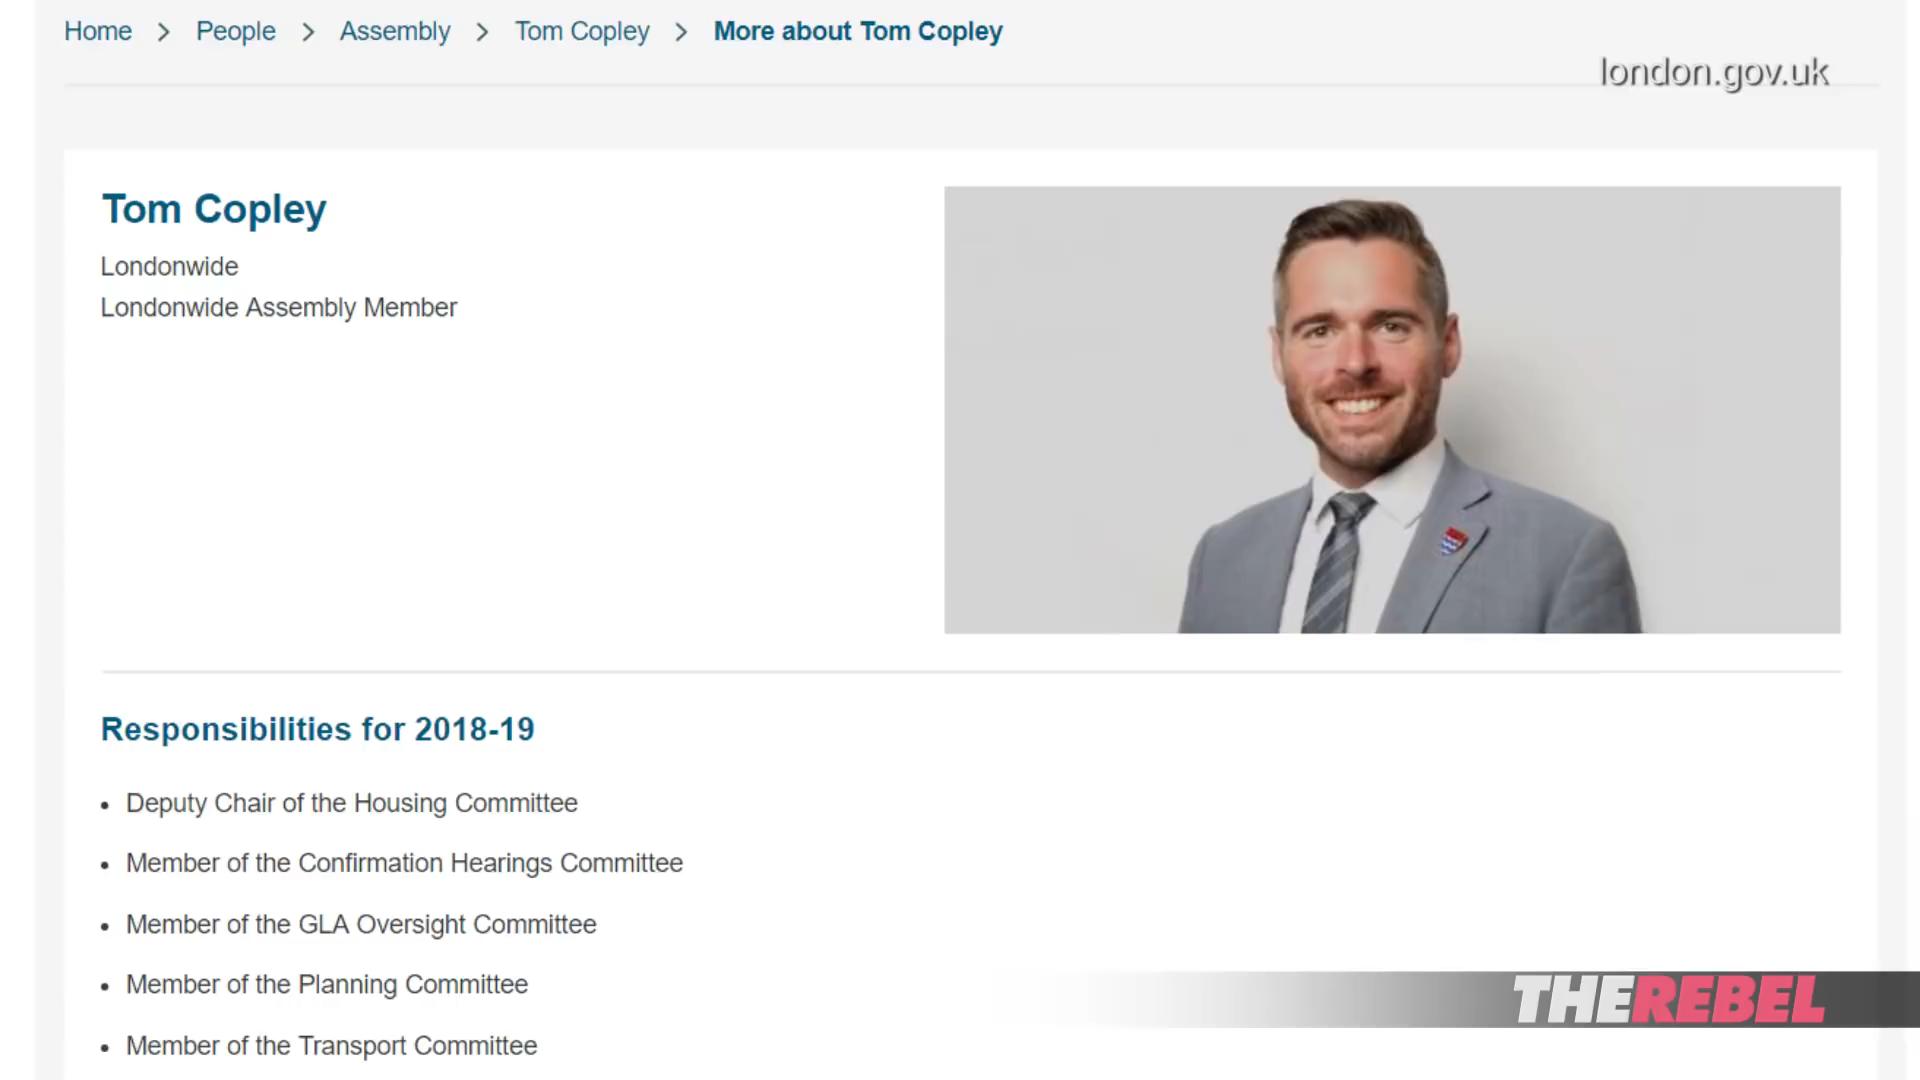 Home > People > Assembly > Tom Copley > More about Tom Copley
london.gov.uk
Tom Copley
Londonwide
Londonwide Assembly Member
Responsibilities for 2018-19
• Deputy Chair of the Housing Committee
• Member of the Confirmation Hearings Committee
• Member of the GLA Oversight Committee
• Member of the Planning Committee
• Member of the Transport Committee
THEREBEL